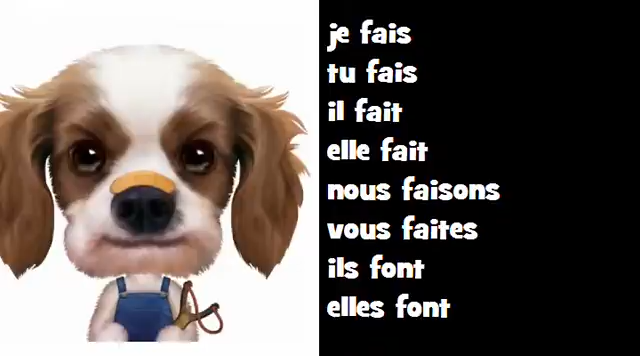 je fais
tu fais
il fait
elle fait
nous faisons
vous faites
ils font
elles font